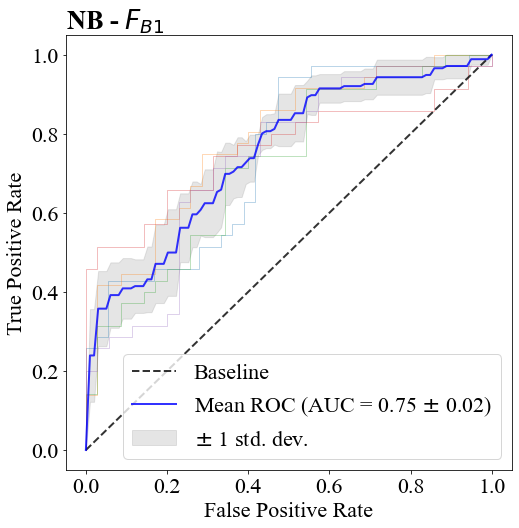 NB - F_{B1}
True Positive Rate
1.0
0.8
0.6
0.4
0.2
0.0
Baseline
Mean ROC (AUC = 0.75 ± 0.02)
± 1 std. dev.
0.0 0.2 0.4 0.6 0.8 1.0
False Positive Rate